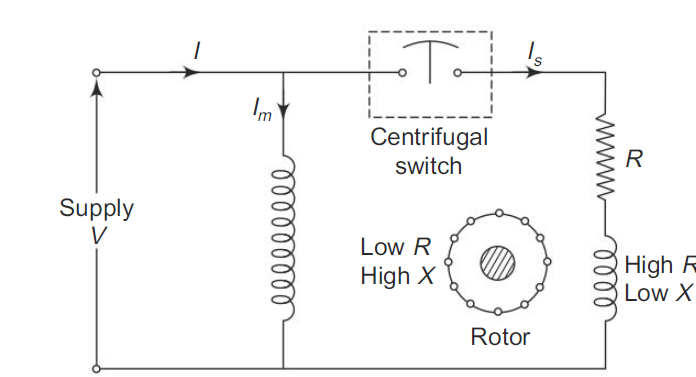 I
I_s
I_m
Centrifugal
switch
R
Supply
V
Low R
High X
High R
Low X
Rotor